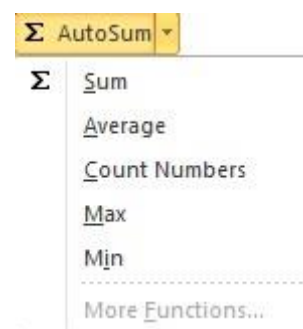 Σ AutoSum
Σ Sum
Average
Count Numbers
Max
Min
More Functions...